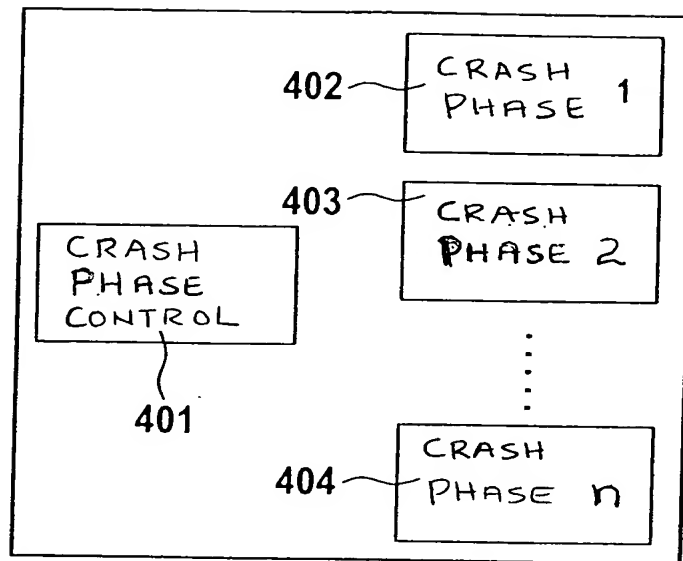 402
CRASH
PHASE 1
403
CRASH
PHASE 2
CRASH
PHASE
CONTROL
401
404
CRASH
PHASE n